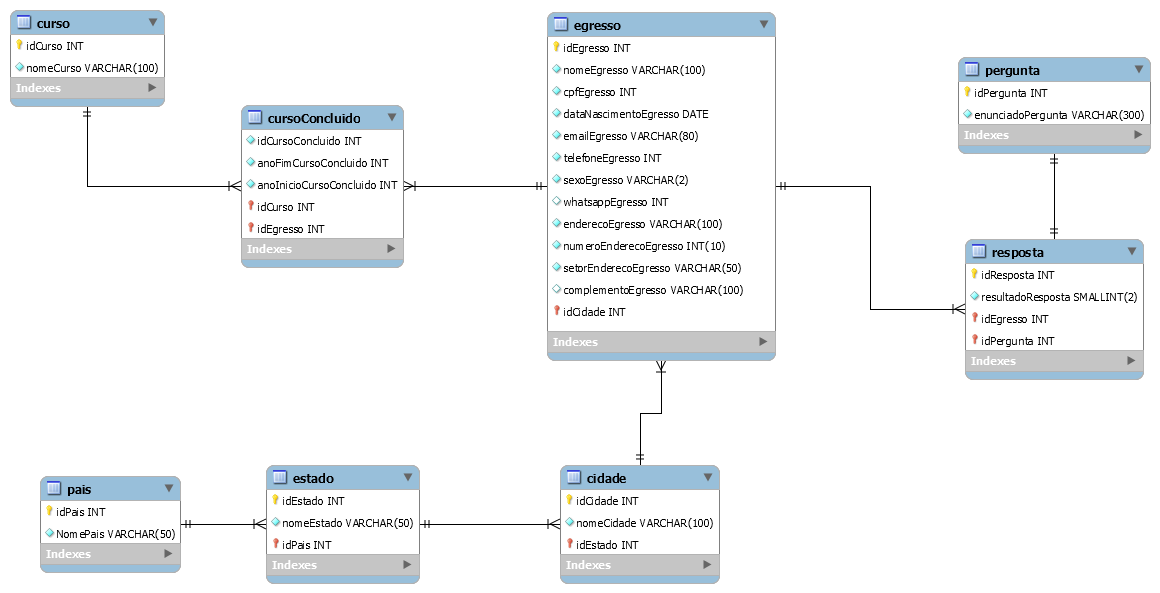 curso
idCurso INT
nomeCurso VARCHAR(100)
Indexes
cursoConcluido
idCursoConcluido INT
anoFimCursoConcluido INT
anoInicioCursoConcluido INT
idCurso INT
idEgresso INT
Indexes
egresso
idEgresso INT
nomeEgresso VARCHAR(100)
cpfEgresso INT
dataNascimentoEgresso DATE
emailEgresso VARCHAR(80)
telefoneEgresso INT
sexoEgresso VARCHAR(2)
whatsappEgresso INT
enderecoEgresso VARCHAR(100)
numeroEnderecoEgresso INT(10)
setorEnderecoEgresso VARCHAR(50)
complementoEgresso VARCHAR(100)
idCidade INT
Indexes
pergunta
idPergunta INT
enunciadoPergunta VARCHAR(300)
Indexes
resposta
idResposta INT
resultadoResposta SMALLINT(2)
idEgresso INT
idPergunta INT
Indexes
pais
idPais INT
NomePais VARCHAR(50)
Indexes
estado
idEstado INT
nomeEstado VARCHAR(50)
idPais INT
Indexes
cidade
idCidade INT
nomeCidade VARCHAR(100)
idEstado INT
Indexes